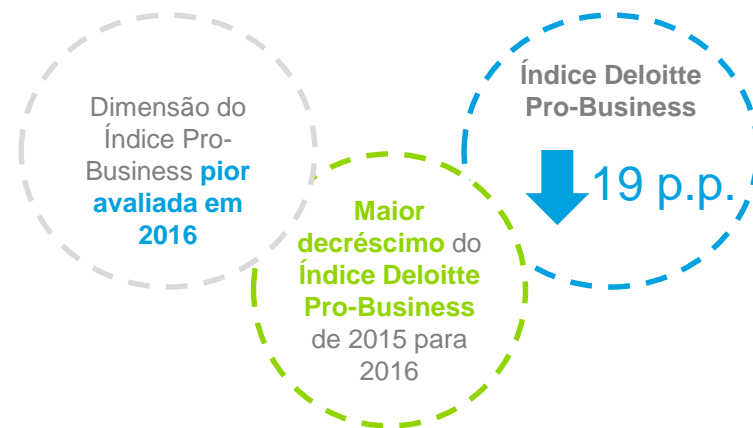 Dimensão do
Índice Pro-
Business pior
avaliada em
2016
Maior
decréscimo do
Índice Deloitte
Pro-Business
de 2015 para
2016
Índice Deloitte
Pro-Business
19 p.p.